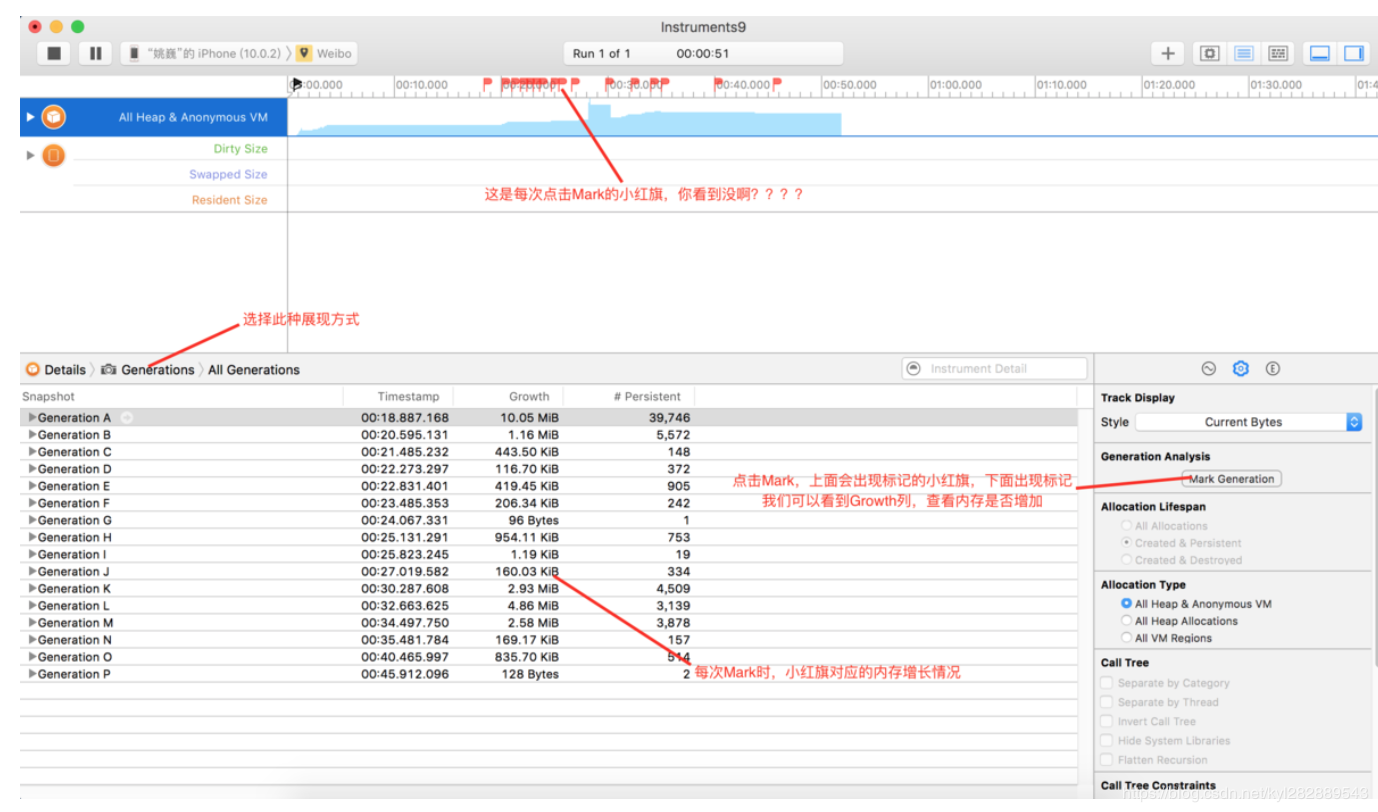 Instruments9
“姚巍”的 iPhone (10.0.2) 〉 Weibo
Run 1 of 1 00:00:51
00:10.000
00:30.000
00:40.000
00:50.000
01:00.000
01:10.000
01:20.000
01:30.000
All Heap & Anonymous VM
Dirty Size
Swapped Size
Resident Size
这是每次点击Mark的小红旗，你看到没啊？？？？
选择此种展现方式
Details 〉 Generations 〉 All Generations
Instrument Detail
Snapshot Timestamp Growth # Persistent
Generation A 00:18.887.168 10.05 MiB 39,746
Generation B 00:20.595.131 1.16 MiB 5,572
Generation C 00:21.485.232 443.50 KiB 148
Generation D 00:22.273.297 116.70 KiB 372
Generation E 00:22.831.401 419.45 KiB 905
Generation F 00:23.485.353 206.34 KiB 242
Generation G 00:24.067.331 96 Bytes 1
Generation H 00:25.131.291 954.11 KiB 753
Generation I 00:25.823.245 1.19 KiB 19
Generation J 00:27.019.582 160.03 KiB 334
Generation K 00:30.287.608 2.93 MiB 4,509
Generation L 00:32.663.625 4.86 MiB 3,139
Generation M 00:34.497.750 2.58 MiB 3,878
Generation N 00:35.481.784 169.17 KiB 157
Generation O 00:40.465.997 835.70 KiB 514
Generation P 00:45.912.096 128 Bytes 2
点击Mark，上面会出现标记的小红旗，下面出现标记
我们可以看到Growth列，查看内存是否增加
每次Mark时，小红旗对应的内存增长情况
Track Display
Style Current Bytes
Generation Analysis
Mark Generation
Allocation Lifespan
All Allocations
Created & Persistent
Created & Destroyed
Allocation Type
All Heap & Anonymous VM
All Heap Allocations
All VM Regions
Call Tree
Separate by Category
Separate by Thread
Invert Call Tree
Hide System Libraries
Flatten Recursion
Call Tree Constraints
https://blog.csdn.net/kyl282889543